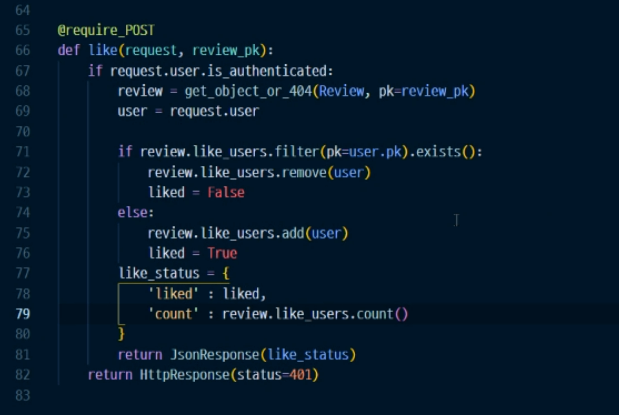 64
65 @require_POST
66 def like(request, review_pk):
67     if request.user.is_authenticated:
68         review = get_object_or_404(Review, pk=review_pk)
69         user = request.user
70
71         if review.like_users.filter(pk=user.pk).exists():
72             review.like_users.remove(user)
73             liked = False
74         else:
75             review.like_users.add(user)
76             liked = True
77         like_status = {
78             'liked' : liked,
79             'count' : review.like_users.count()
80         }
81         return JsonResponse(like_status)
82     return HttpResponse(status=401)
83